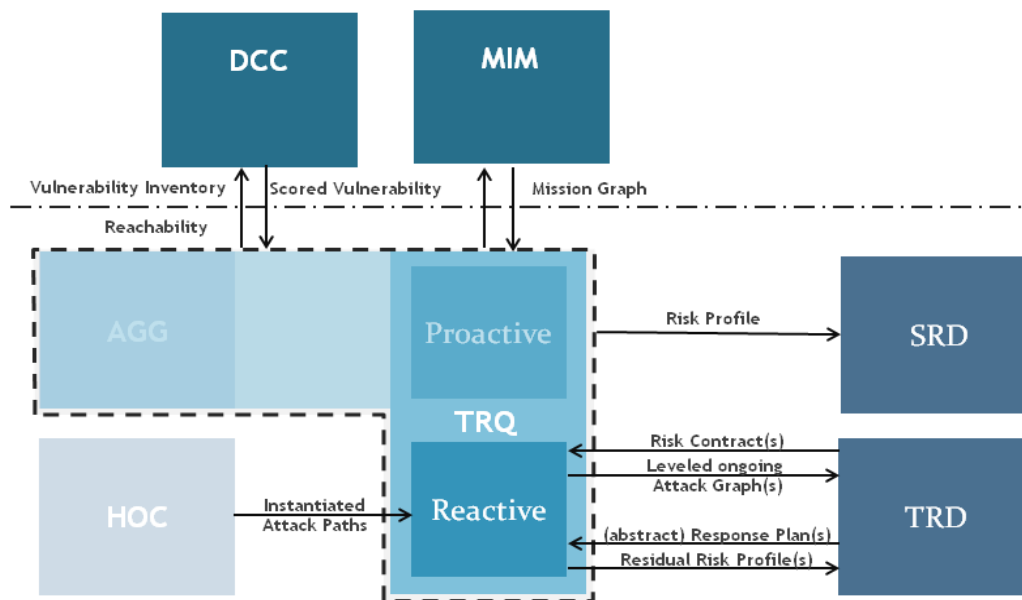 DCC
MIM
Vulnerability Inventory
Scored Vulnerability
Mission Graph
Reachability
AGG
Proactive
Risk Profile
SRD
TRQ
HOC
Instantiated
Attack Paths
Reactive
Risk Contract(s)
Leveled ongoing
Attack Graph(s)
(abstract) Response Plan(s)
Residual Risk Profile(s)
TRD